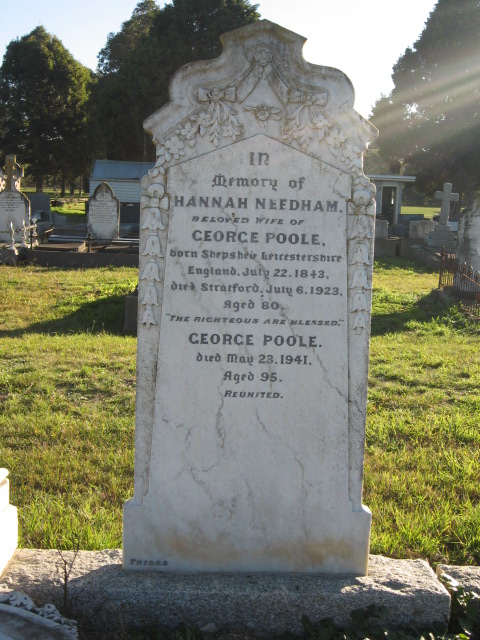 IN
Memory of
HANNAH NEEDHAM,
BELOVED WIFE OF
GEORGE POOLE,
born Shepshed Leicestershire
England, July 22, 1843,
died Stratford, July 6, 1923,
Aged 80.
"THE RIGHTEOUS ARE BLESSED."
GEORGE POOLE.
died May 23, 1941.
Aged 95.
REUNITED.